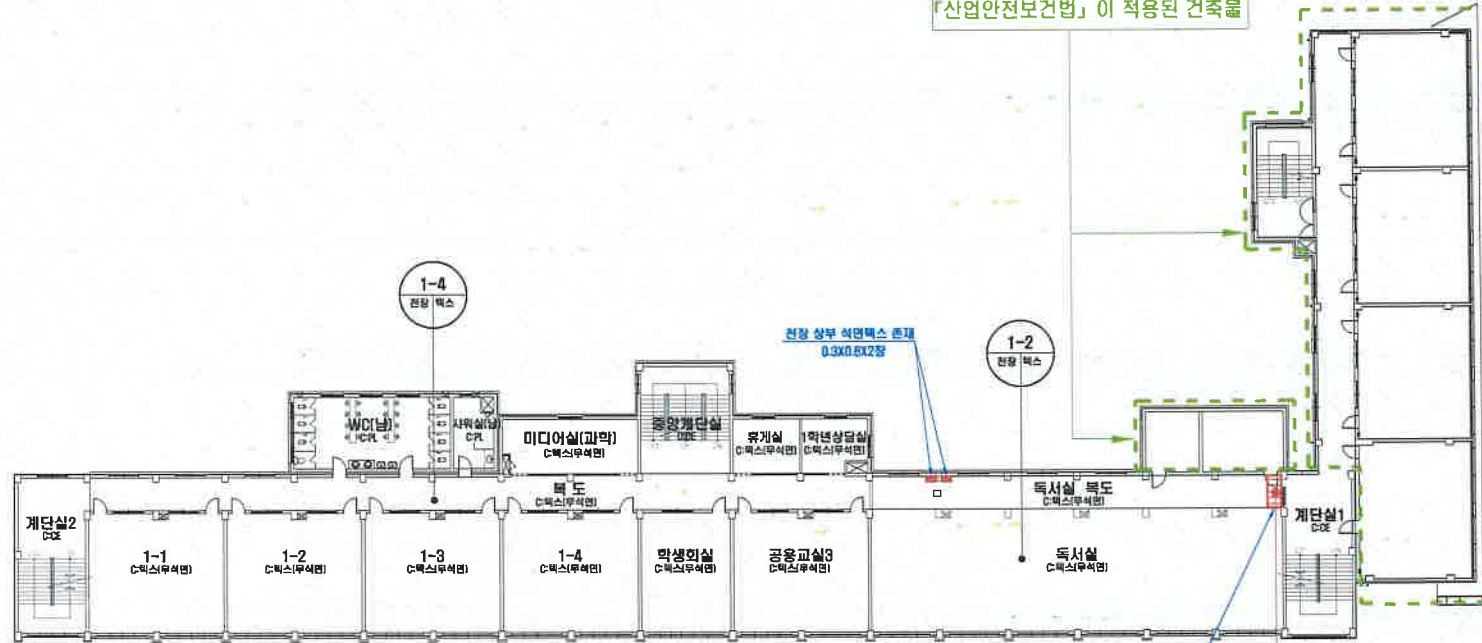 「산업안전보건법」이 적용된 건축물
1-4
천장 텍스
천장 상부 석면텍스 존재
0.3X0.6X2장
1-2
천장 텍스
WC(남)
C:PL
샤워실(남)
C:PL
미디어실(과학)
C:텍스(무석면)
중앙계단실
C:CE
휴게실
C:텍스(무석면)
1학년상담실
C:텍스(무석면)
복 도
C:텍스(무석면)
독서실 복도
C:텍스(무석면)
계단실2
C:CE
계단실1
C:CE
1-1
C:텍스(무석면)
1-2
C:텍스(무석면)
1-3
C:텍스(무석면)
1-4
C:텍스(무석면)
학생회실
C:텍스(무석면)
공용교실3
C:텍스(무석면)
독서실
C:텍스(무석면)